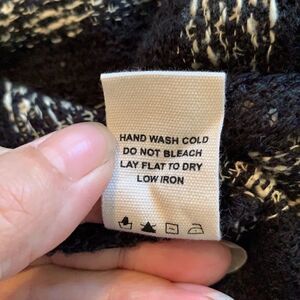 HAND WASH COLD
DO NOT BLEACH
LAY FLAT TO DRY
LOW IRON